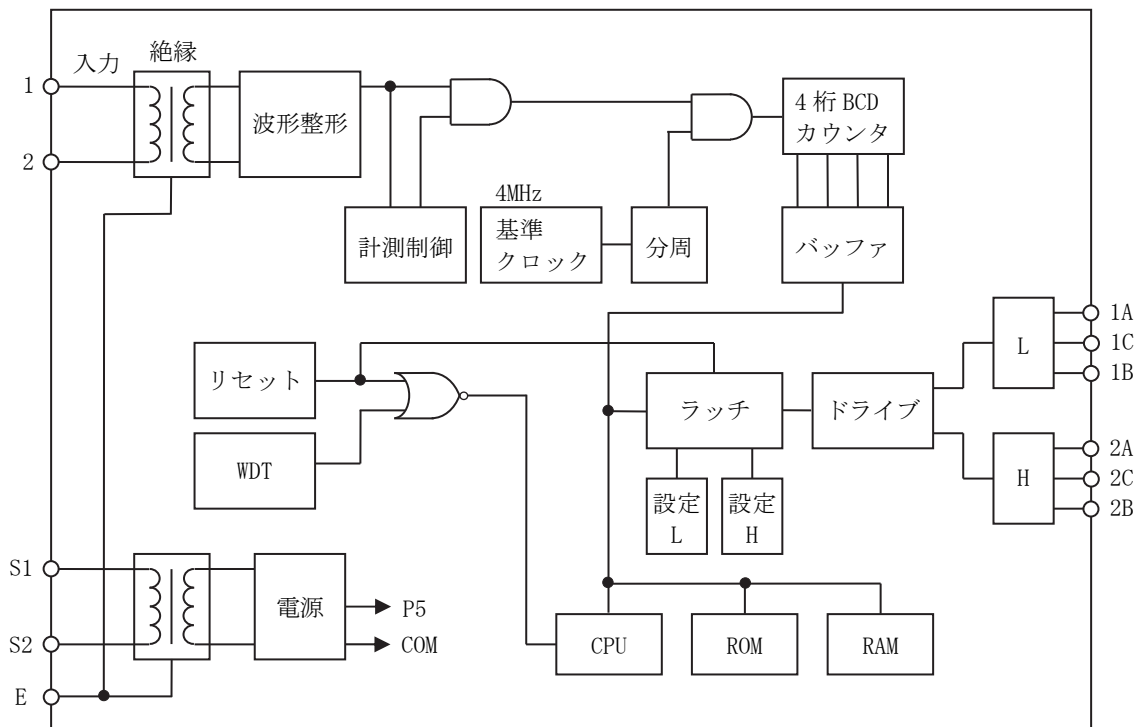 入力
絶縁
1
2
波形整形
4桁BCD
カウンタ
計測制御
4MHz
基準
クロック
分周
バッファ
リセット
WDT
ラッチ
ドライブ
L
1A
1C
1B
設定
L
設定
H
H
2A
2C
2B
S1
S2
E
電源
P5
COM
CPU
ROM
RAM